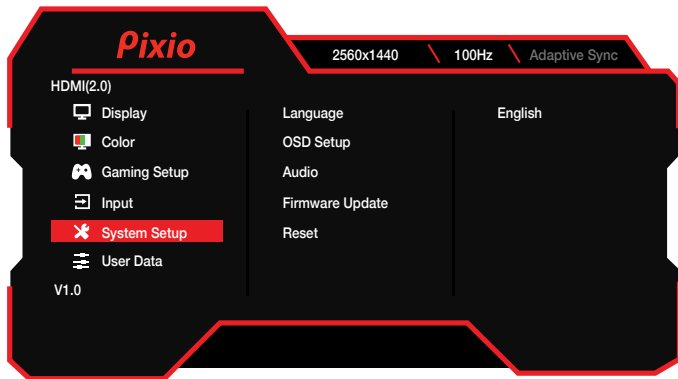 Pixio
2560x1440 \ 100Hz \ Adaptive Sync
HDMI(2.0)
Display Language English
Color OSD Setup
Gaming Setup Audio
Input Firmware Update
System Setup Reset
User Data
V1.0